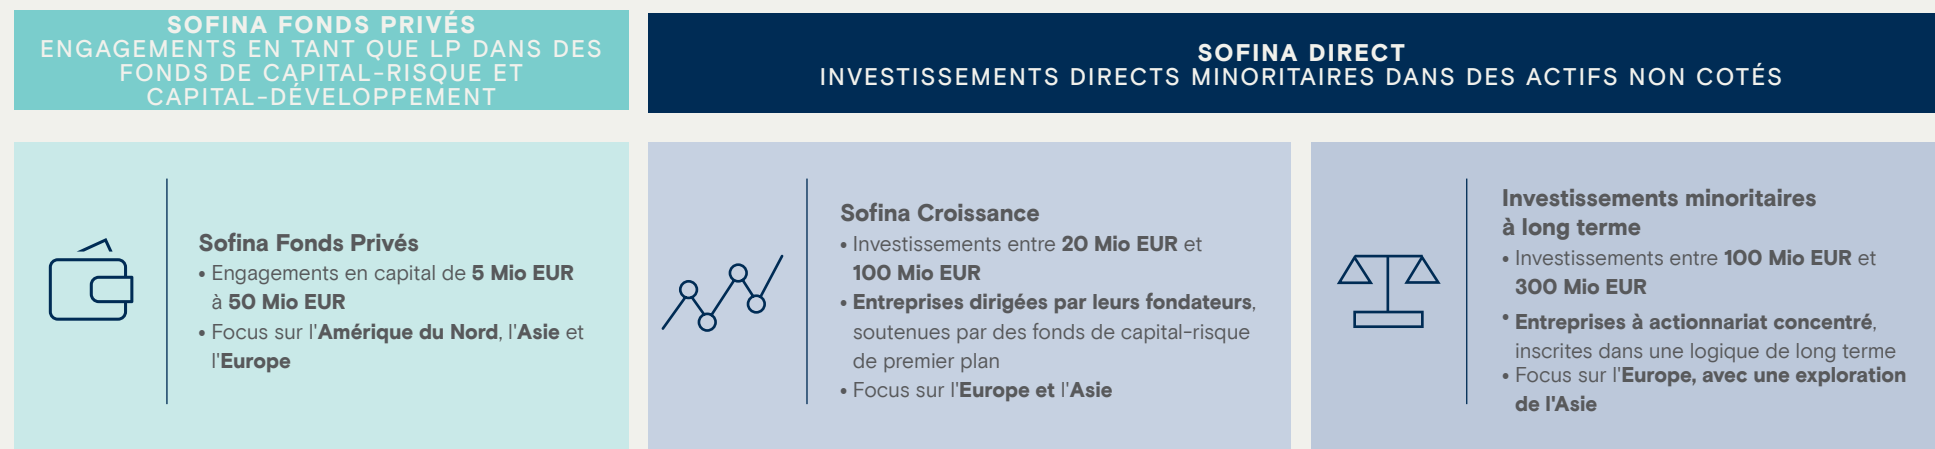 SOFINA FONDS PRIVÉS
ENGAGEMENTS EN TANT QUE LP DANS DES
FONDS DE CAPITAL-RISQUE ET
CAPITAL-DÉVELOPPEMENT
SOFINA DIRECT
INVESTISSEMENTS DIRECTS MINORITAIRES DANS DES ACTIFS NON COTÉS
Sofina Fonds Privés
• Engagements en capital de 5 Mio EUR
à 50 Mio EUR
• Focus sur l'Amérique du Nord, l'Asie et
l'Europe
Sofina Croissance
• Investissements entre 20 Mio EUR et
100 Mio EUR
• Entreprises dirigées par leurs fondateurs,
soutenues par des fonds de capital-risque
de premier plan
• Focus sur l'Europe et l'Asie
Investissements minoritaires
à long terme
• Investissements entre 100 Mio EUR et
300 Mio EUR
• Entreprises à actionnariat concentré,
inscrites dans une logique de long terme
• Focus sur l'Europe, avec une exploration
de l'Asie